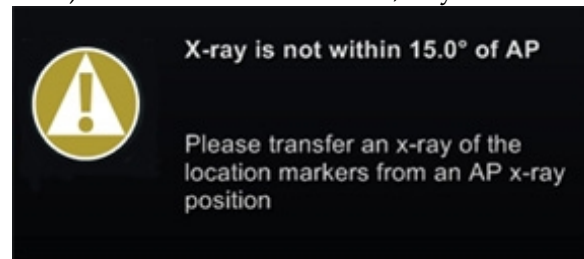 X-ray is not within 15.0° of AP
Please transfer an x-ray of the
location markers from an AP x-ray
position